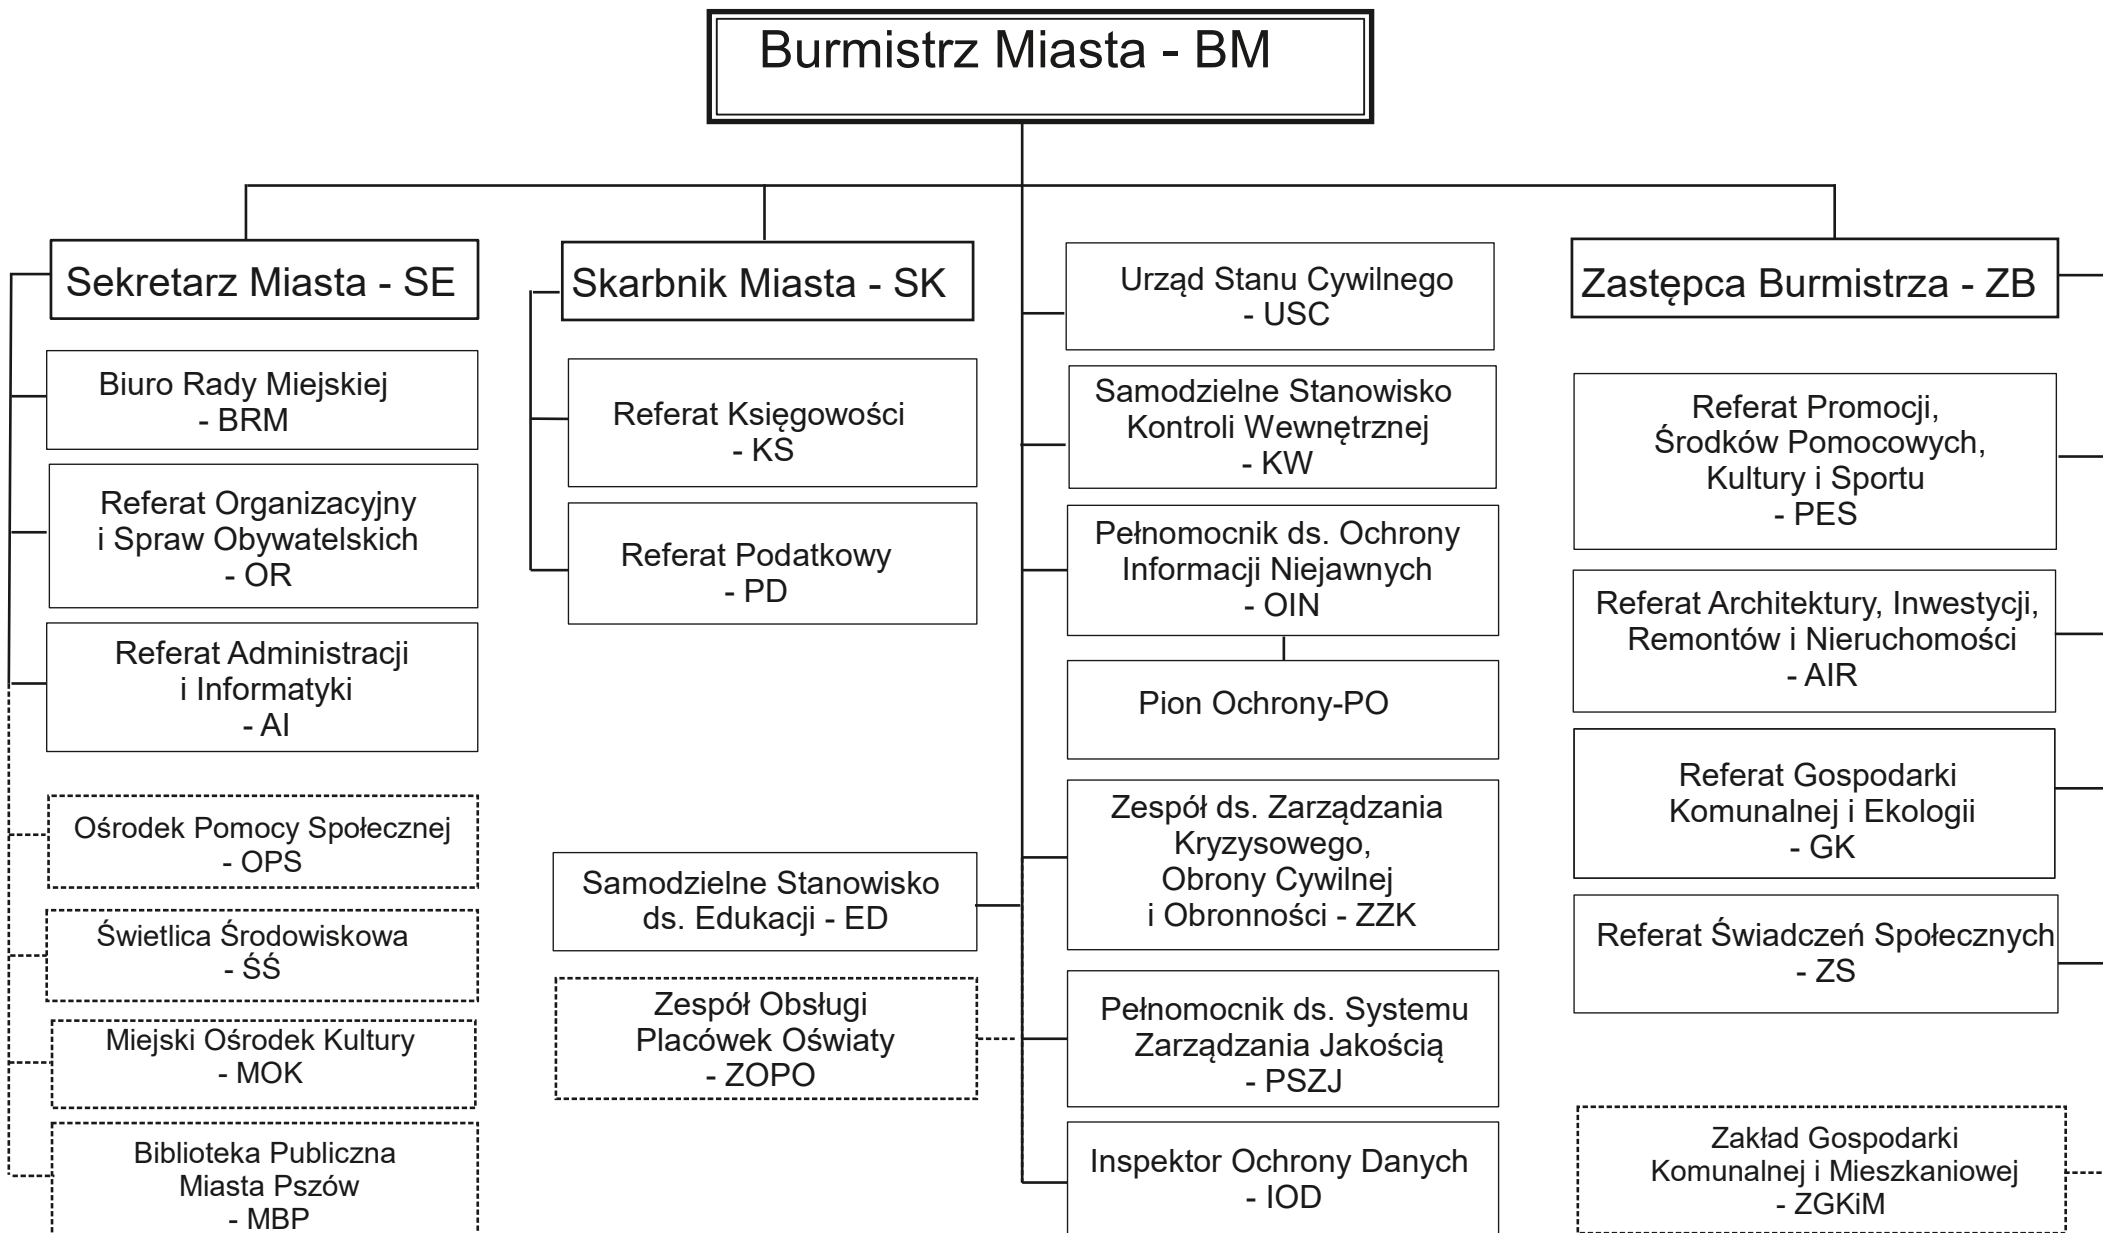 Burmistrz Miasta - BM
Sekretarz Miasta - SE
Biuro Rady Miejskiej
- BRM
Referat Organizacyjny
i Spraw Obywatelskich
- OR
Referat Administracji
i Informatyki
- AI
Ośrodek Pomocy Społecznej
- OPS
Świetlica Środowiskowa
- ŚŚ
Miejski Ośrodek Kultury
- MOK
Biblioteka Publiczna
Miasta Pszów
- MBP
Skarbnik Miasta - SK
Referat Księgowości
- KS
Referat Podatkowy
- PD
Samodzielne Stanowisko
ds. Edukacji - ED
Zespół Obsługi
Placówek Oświaty
- ZOPO
Urząd Stanu Cywilnego
- USC
Samodzielne Stanowisko
Kontroli Wewnętrznej
- KW
Pełnomocnik ds. Ochrony
Informacji Niejawnych
- OIN
Pion Ochrony-PO
Zespół ds. Zarządzania
Kryzysowego,
Obrony Cywilnej
i Obronności - ZZK
Pełnomocnik ds. Systemu
Zarządzania Jakością
- PSZJ
Inspektor Ochrony Danych
- IOD
Zastępca Burmistrza - ZB
Referat Promocji,
Środków Pomocowych,
Kultury i Sportu
- PES
Referat Architektury, Inwestycji,
Remontów i Nieruchomości
- AIR
Referat Gospodarki
Komunalnej i Ekologii
- GK
Referat Świadczeń Społecznych
- ZS
Zakład Gospodarki
Komunalnej i Mieszkaniowej
- ZGKiM